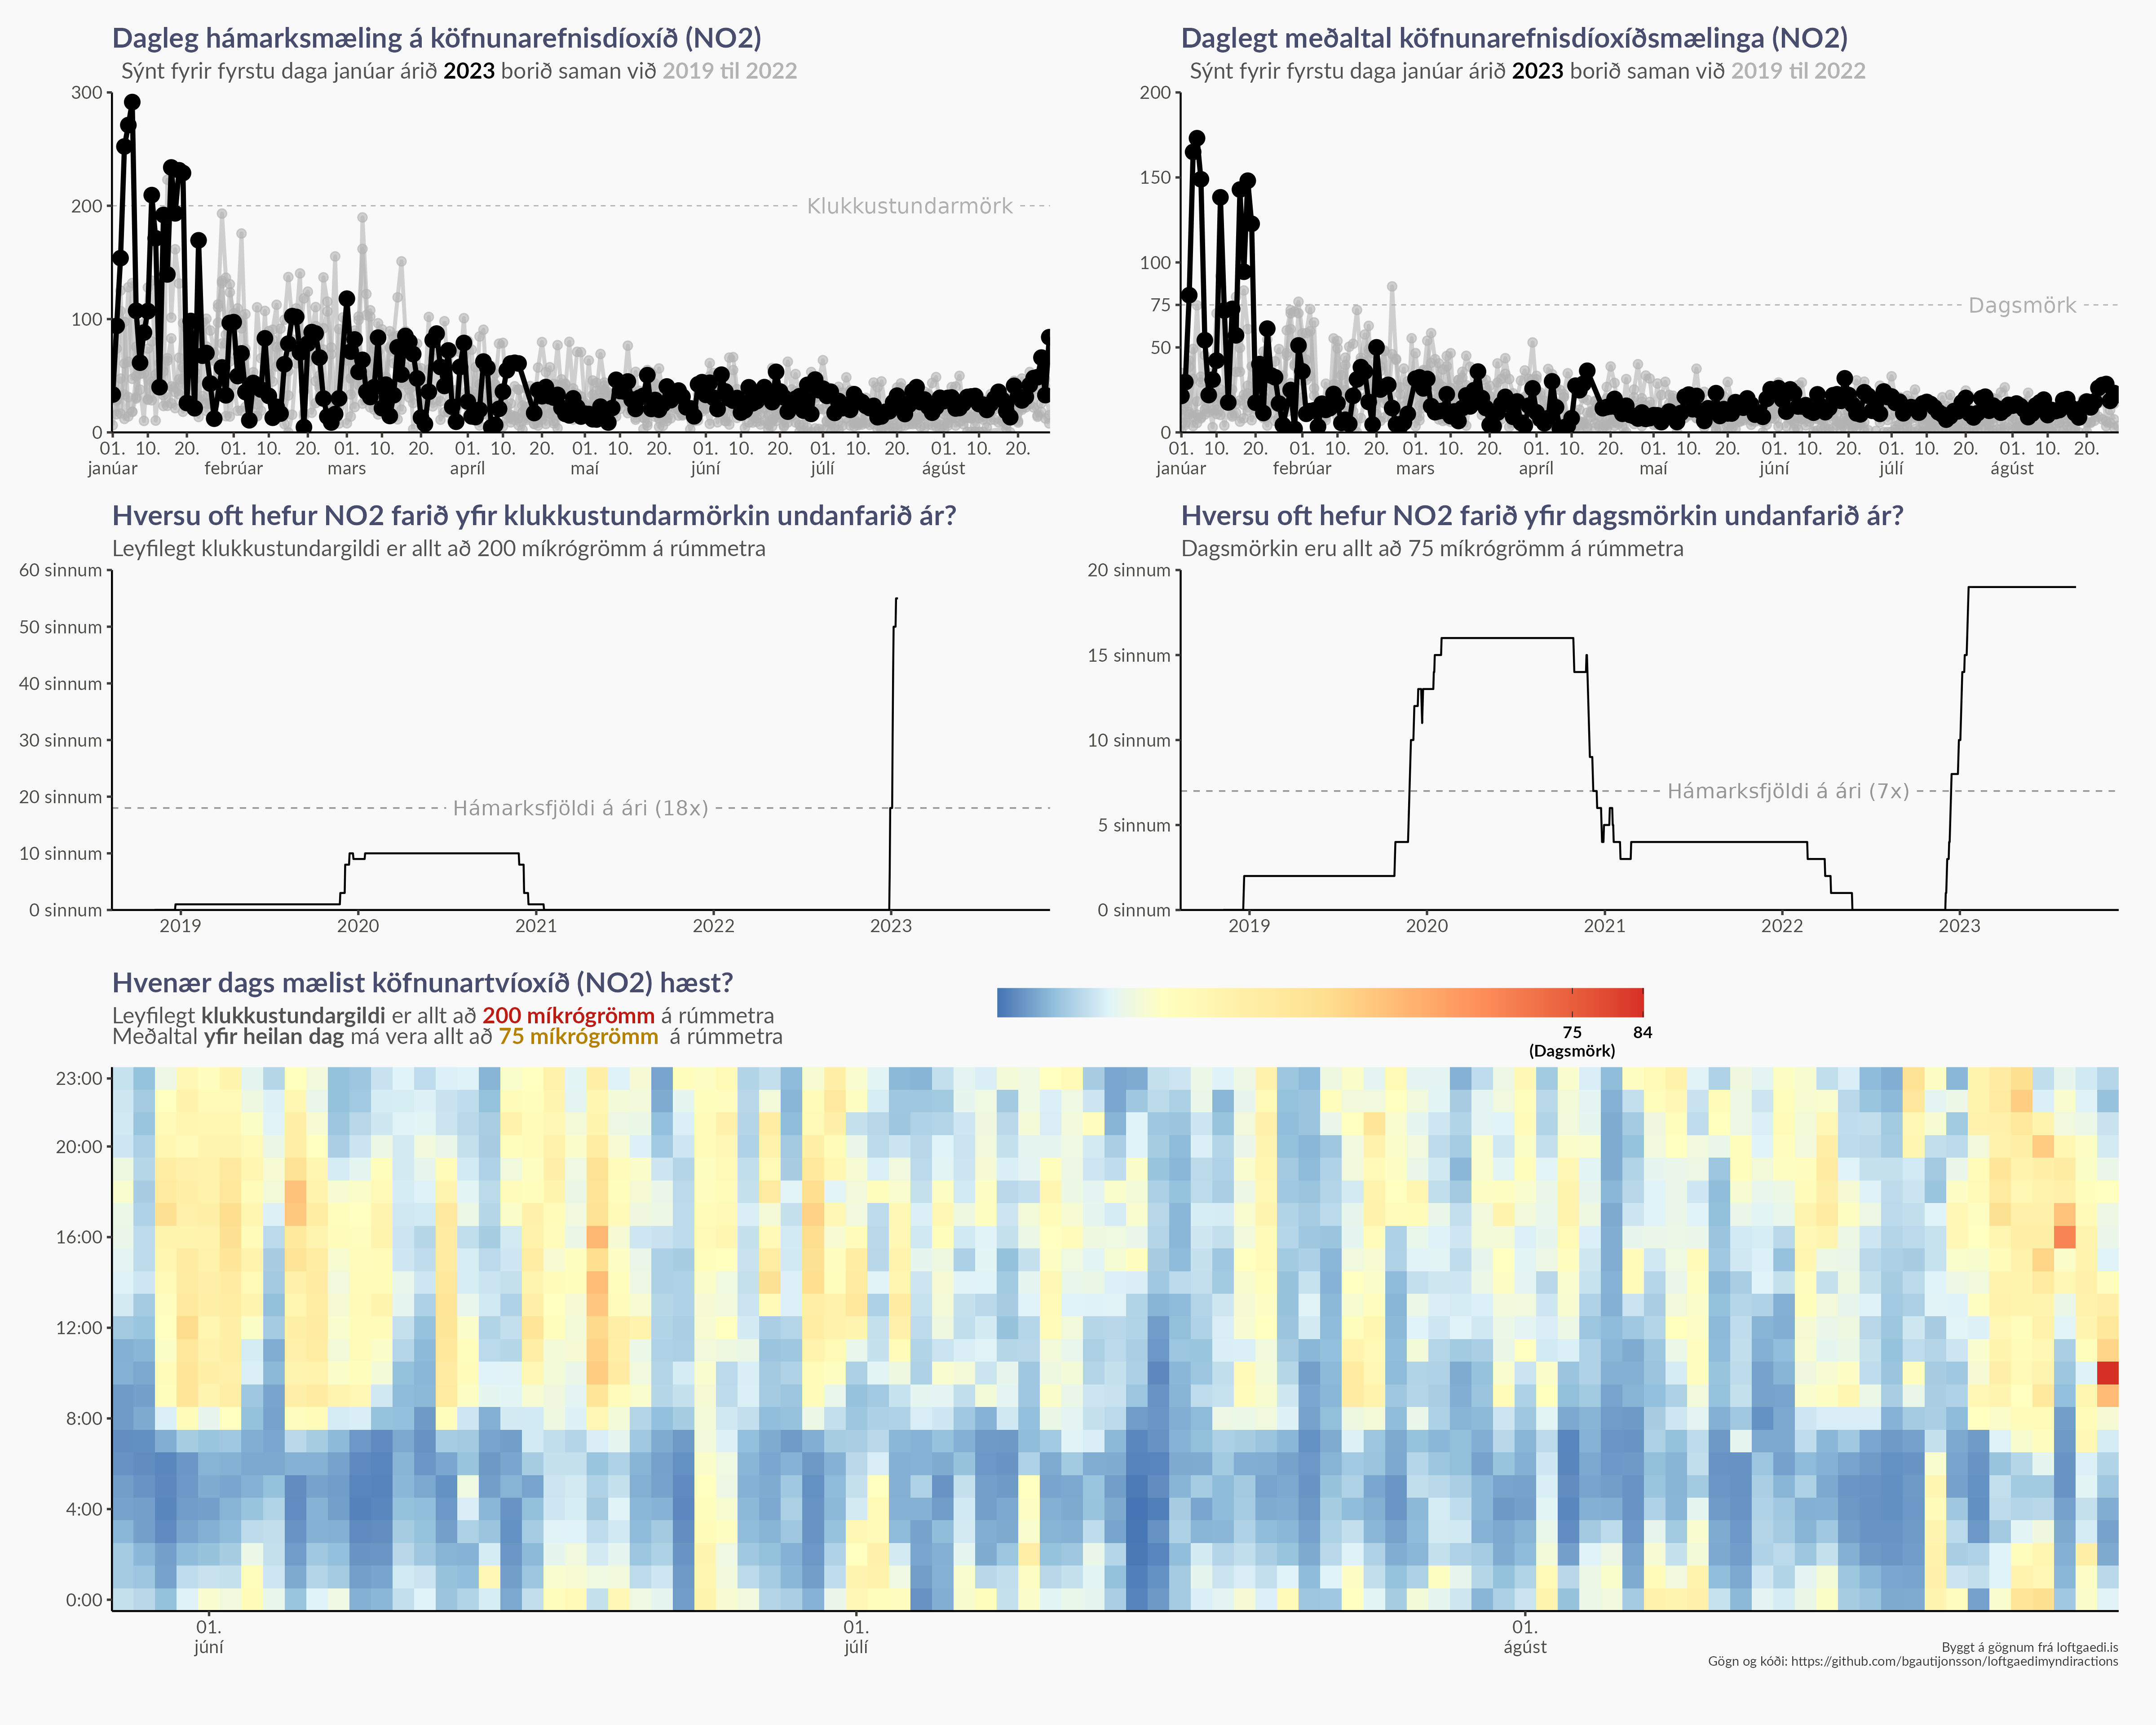 Dagleg hámarksmæling á köfnunarefnisdíoxíð (NO2)
Sýnt fyrir fyrstu daga janúar árið 2023 borið saman við 2019 til 2022
300
200
100
0
Klukkustundarmörk
01. 10. 20. 01. 10. 20. 01. 10. 20. 01. 10. 20. 01. 10. 20. 01. 10. 20. 01. 10. 20. 01. 10. 20.
janúar febrúar mars apríl maí júní júlí ágúst
Daglegt meðaltal köfnunarefnisdíoxíðsmælinga (NO2)
Sýnt fyrir fyrstu daga janúar árið 2023 borið saman við 2019 til 2022
200
150
100
75
50
0
Dagsmörk
01. 10. 20. 01. 10. 20. 01. 10. 20. 01. 10. 20. 01. 10. 20. 01. 10. 20. 01. 10. 20. 01. 10. 20.
janúar febrúar mars apríl maí júní júlí ágúst
Hversu oft hefur NO2 farið yfir klukkustundarmörkin undanfarið ár?
Leyfilegt klukkustundargildi er allt að 200 míkrógrömm á rúmmetra
60 sinnum
50 sinnum
40 sinnum
30 sinnum
20 sinnum
10 sinnum
0 sinnum
Hámarksfjöldi á ári (18x)
2019 2020 2021 2022 2023
Hversu oft hefur NO2 farið yfir dagsmörkin undanfarið ár?
Dagsmörkin eru allt að 75 míkrógrömm á rúmmetra
20 sinnum
15 sinnum
10 sinnum
5 sinnum
0 sinnum
Hámarksfjöldi á ári (7x)
2019 2020 2021 2022 2023
Hvenær dags mælist köfnunartvíoxíð (NO2) hæst?
Leyfilegt klukkustundargildi er allt að 200 míkrógrömm á rúmmetra
Meðaltal yfir heilan dag má vera allt að 75 míkrógrömm á rúmmetra
75 84
(Dagsmörk)
23:00
20:00
16:00
12:00
8:00
4:00
0:00
01. 01. 01.
júní júlí ágúst
Byggt á gögnum frá loftgaedi.is
Gögn og kóði: https://github.com/bgautijonsson/loftgaedimyndiractions